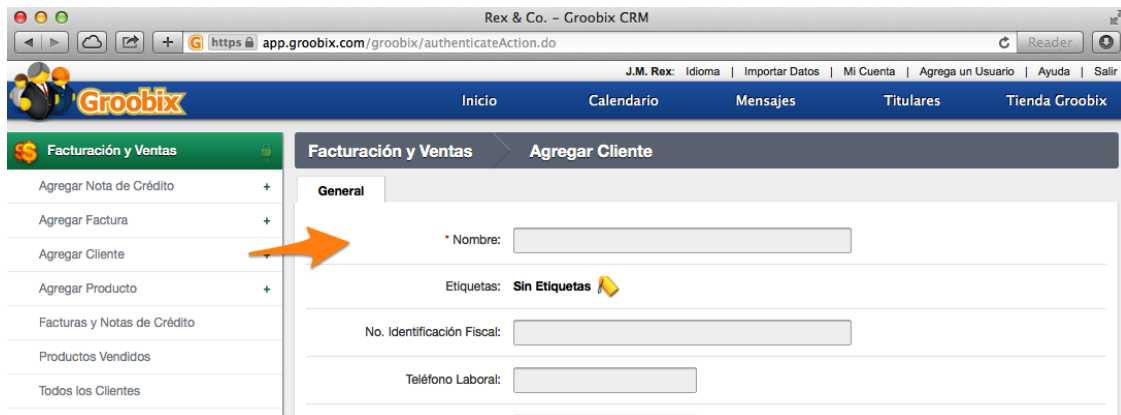 Rex & Co. – Groobix CRM
https app.groobix.com/groobix/authenticateAction.do
Reader
J.M. Rex: Idioma | Importar Datos | Mi Cuenta | Agrega un Usuario | Ayuda | Salir
Groobix
Inicio Calendario Mensajes Titulares Tienda Groobix
Facturación y Ventas
Agregar Nota de Crédito +
Agregar Factura +
Agregar Cliente +
Agregar Producto +
Facturas y Notas de Crédito
Productos Vendidos
Todos los Clientes
Facturación y Ventas Agregar Cliente
General
* Nombre:
Etiquetas: Sin Etiquetas
No. Identificación Fiscal:
Teléfono Laboral: